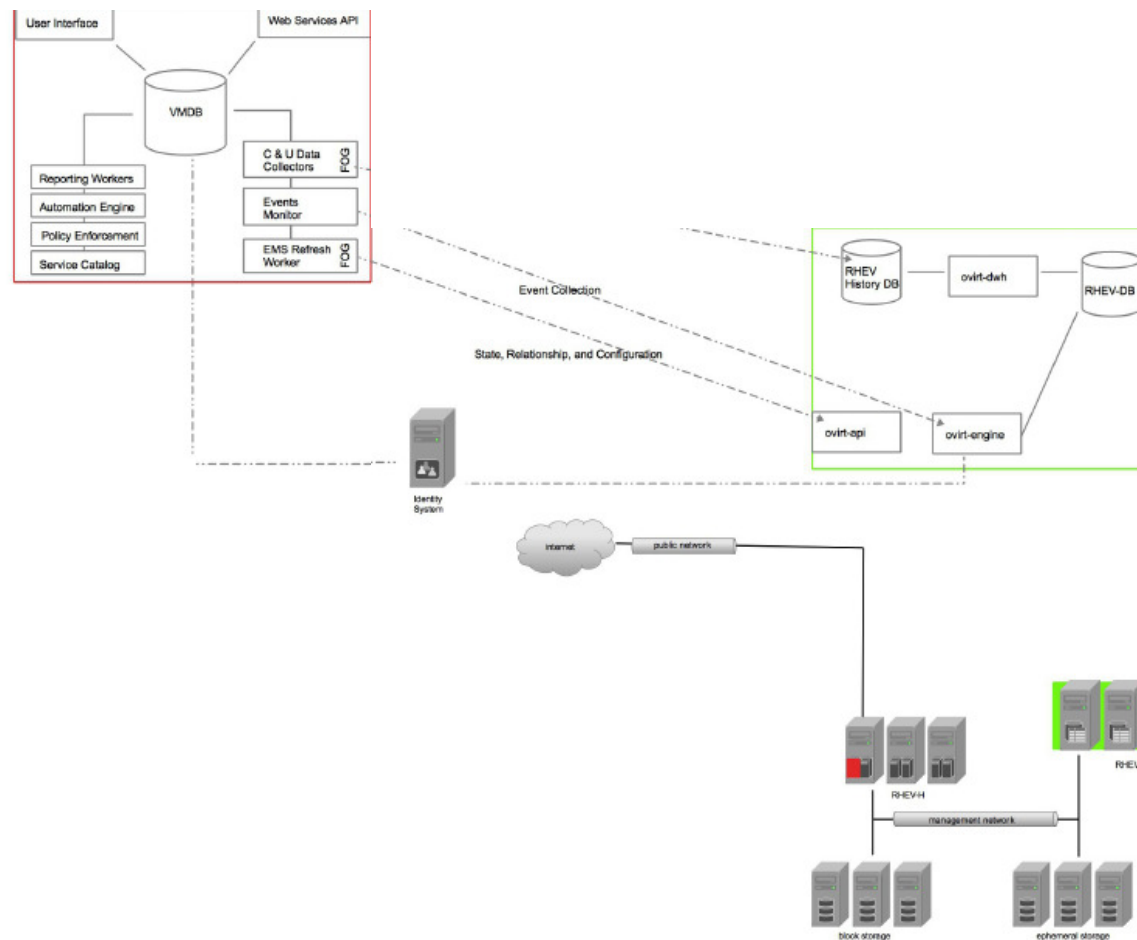 User Interface
Web Services API
VMDB
C & U Data
Collectors
FOG
Reporting Workers
Automation Engine
Policy Enforcement
Service Catalog
Events
Monitor
EMS Refresh
Worker
FOG
Event Collection
State, Relationship, and Configuration
RHEV
History DB
ovirt-dwh
RHEV-DB
ovirt-api
ovirt-engine
Identity
System
internet
public network
RHEV-H
RHEV
management network
block storage
ephemeral storage